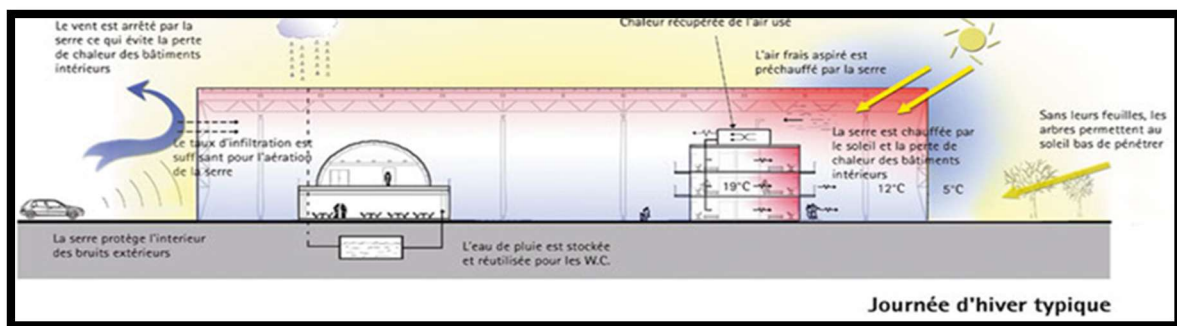 Le vent est arrêté par la
serre ce qui évite la perte
de chaleur des bâtiments
intérieurs
Chaleur récupérée de l'air usé
L'air frais aspiré est
préchauffé par la serre
Sans leurs feuilles, les
arbres permettent au
soleil bas de pénétrer
Le taux d'infiltration est
suffisant pour l'aération
de la serre
La serre est chauffée par
le soleil et la perte de
chaleur des bâtiments
intérieurs
19°C
12°C
5°C
La serre protège l'interieur
des bruits extérieurs
L'eau de pluie est stockée
et réutilisée pour les W.C.
Journée d'hiver typique